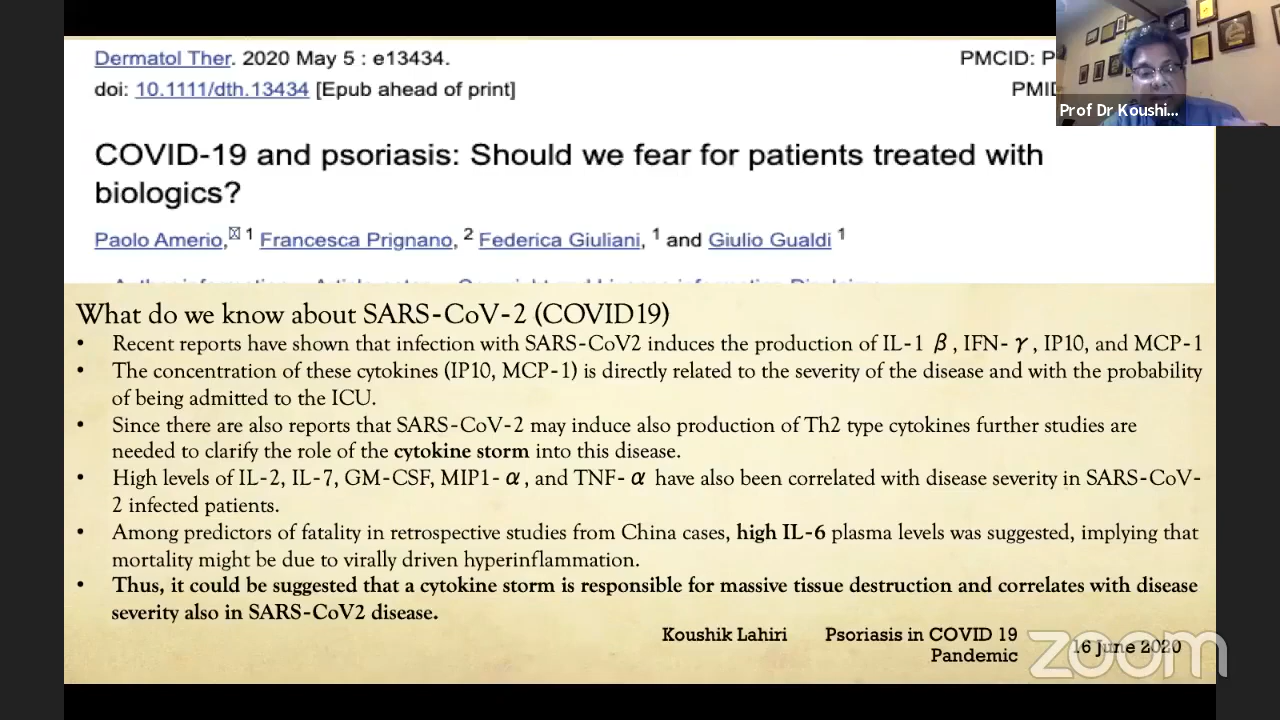 Dermatol Ther. 2020 May 5 : e13434.
PMCID: P
doi: 10.1111/dth.13434 [Epub ahead of print]
PMID
Prof Dr Koushi...
COVID-19 and psoriasis: Should we fear for patients treated with
biologics?
Paolo Amerio, 1 Francesca Prignano, 2 Federica Giuliani, 1 and Giulio Gualdi 1
What do we know about SARS-CoV-2 (COVID19)
• Recent reports have shown that infection with SARS-CoV2 induces the production of IL-1 β, IFN- γ, IP10, and MCP-1
• The concentration of these cytokines (IP10, MCP-1) is directly related to the severity of the disease and with the probability
of being admitted to the ICU.
• Since there are also reports that SARS-CoV-2 may induce also production of Th2 type cytokines further studies are
needed to clarify the role of the cytokine storm into this disease.
• High levels of IL-2, IL-7, GM-CSF, MIP1- α, and TNF- α have also been correlated with disease severity in SARS-CoV-
2 infected patients.
• Among predictors of fatality in retrospective studies from China cases, high IL-6 plasma levels was suggested, implying that
mortality might be due to virally driven hyperinflammation.
• Thus, it could be suggested that a cytokine storm is responsible for massive tissue destruction and correlates with disease
severity also in SARS-CoV2 disease.
Koushik Lahiri
Psoriasis in COVID 19
Pandemic
16 June 2020
zoom